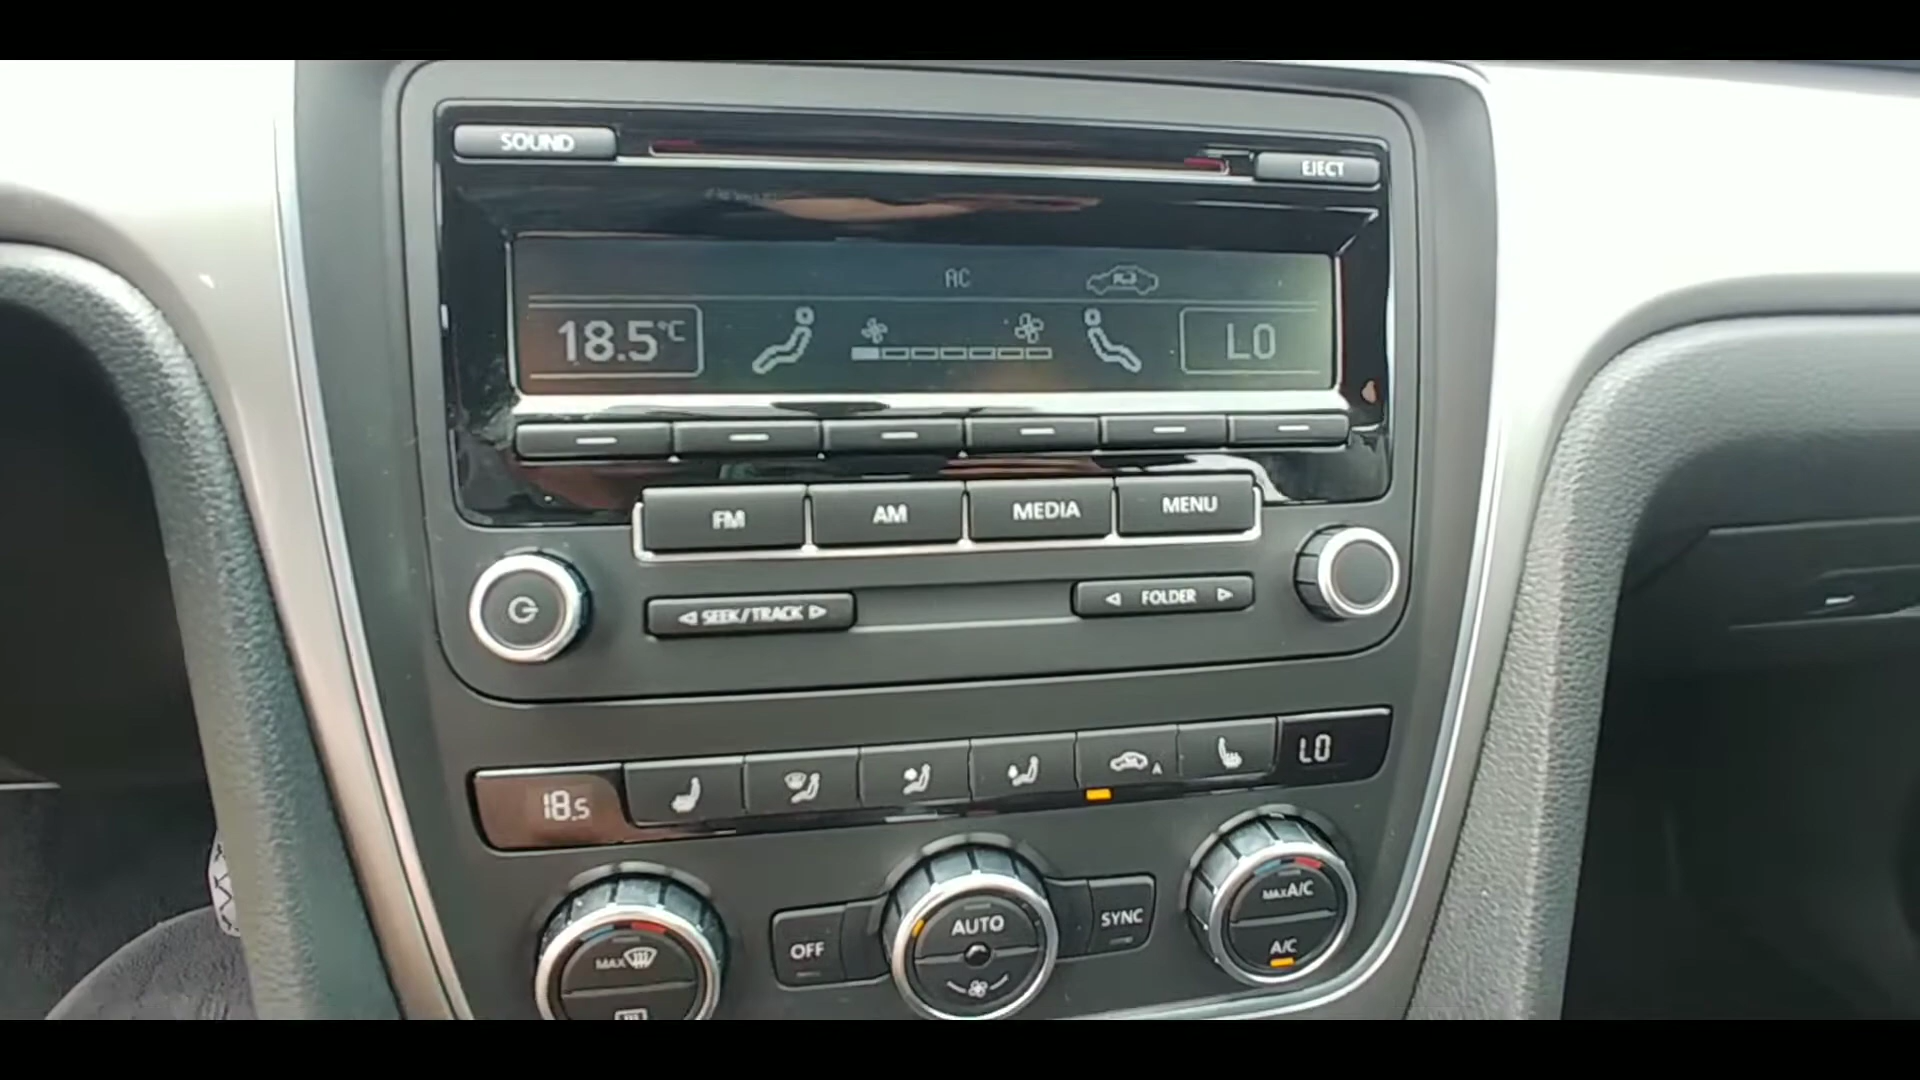 SOUND
EJECT
AC
18.5°C
LO
FM
AM
MEDIA
MENU
SEEK/TRACK
FOLDER
18.5
A
LO
MAX
OFF
AUTO
SYNC
MAX A/C
A/C